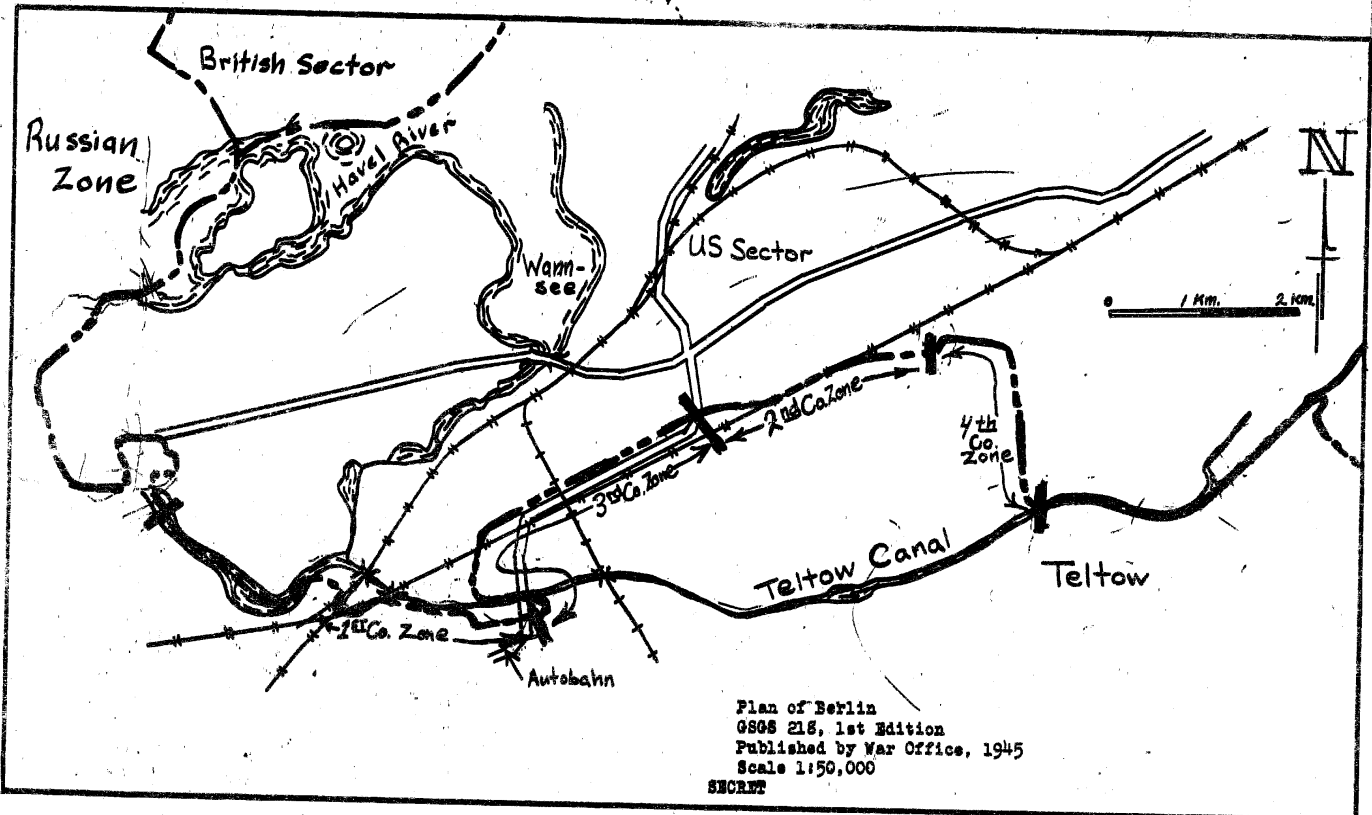 British Sector
Russian
Zone
Havel River
N
US Sector
Wann-
see
0 1 Km. 2 Km.
2nd Co. Zone
4th
Co.
Zone
3rd Co. Zone
Teltow Canal
Teltow
1st Co. Zone
Autobahn
Plan of Berlin
GSGS 218, 1st Edition
Published by War Office, 1945
Scale 1:50,000
SECRET